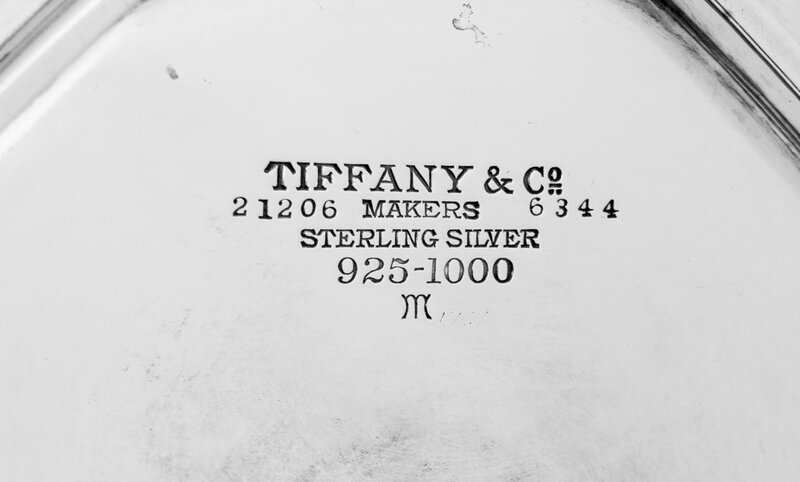 TIFFANY & Cº
21206 MAKERS 6344
STERLING SILVER
925-1000
m